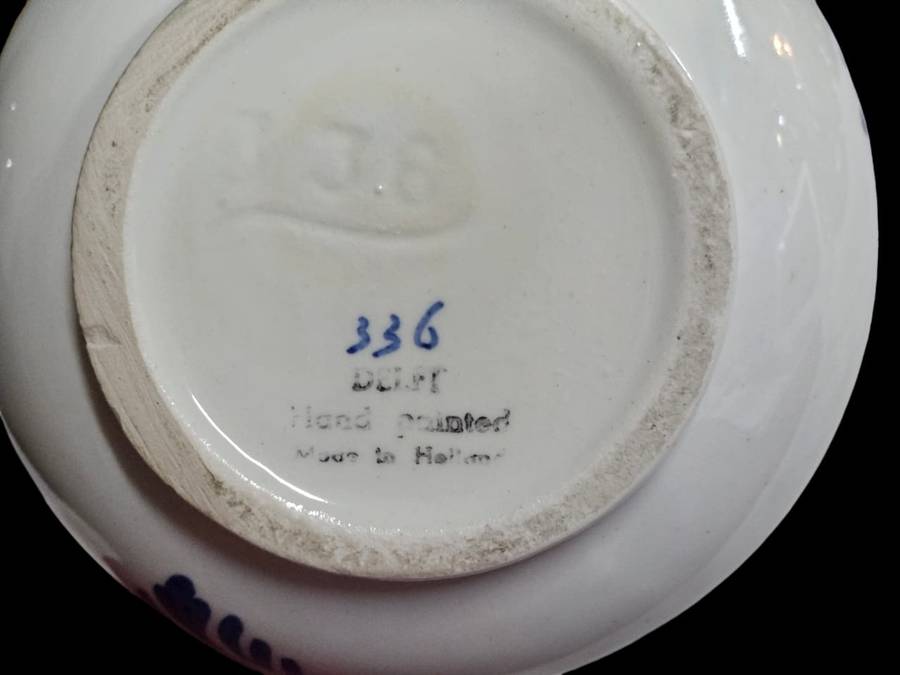 336
DELFT
Hand painted
Made in Holland